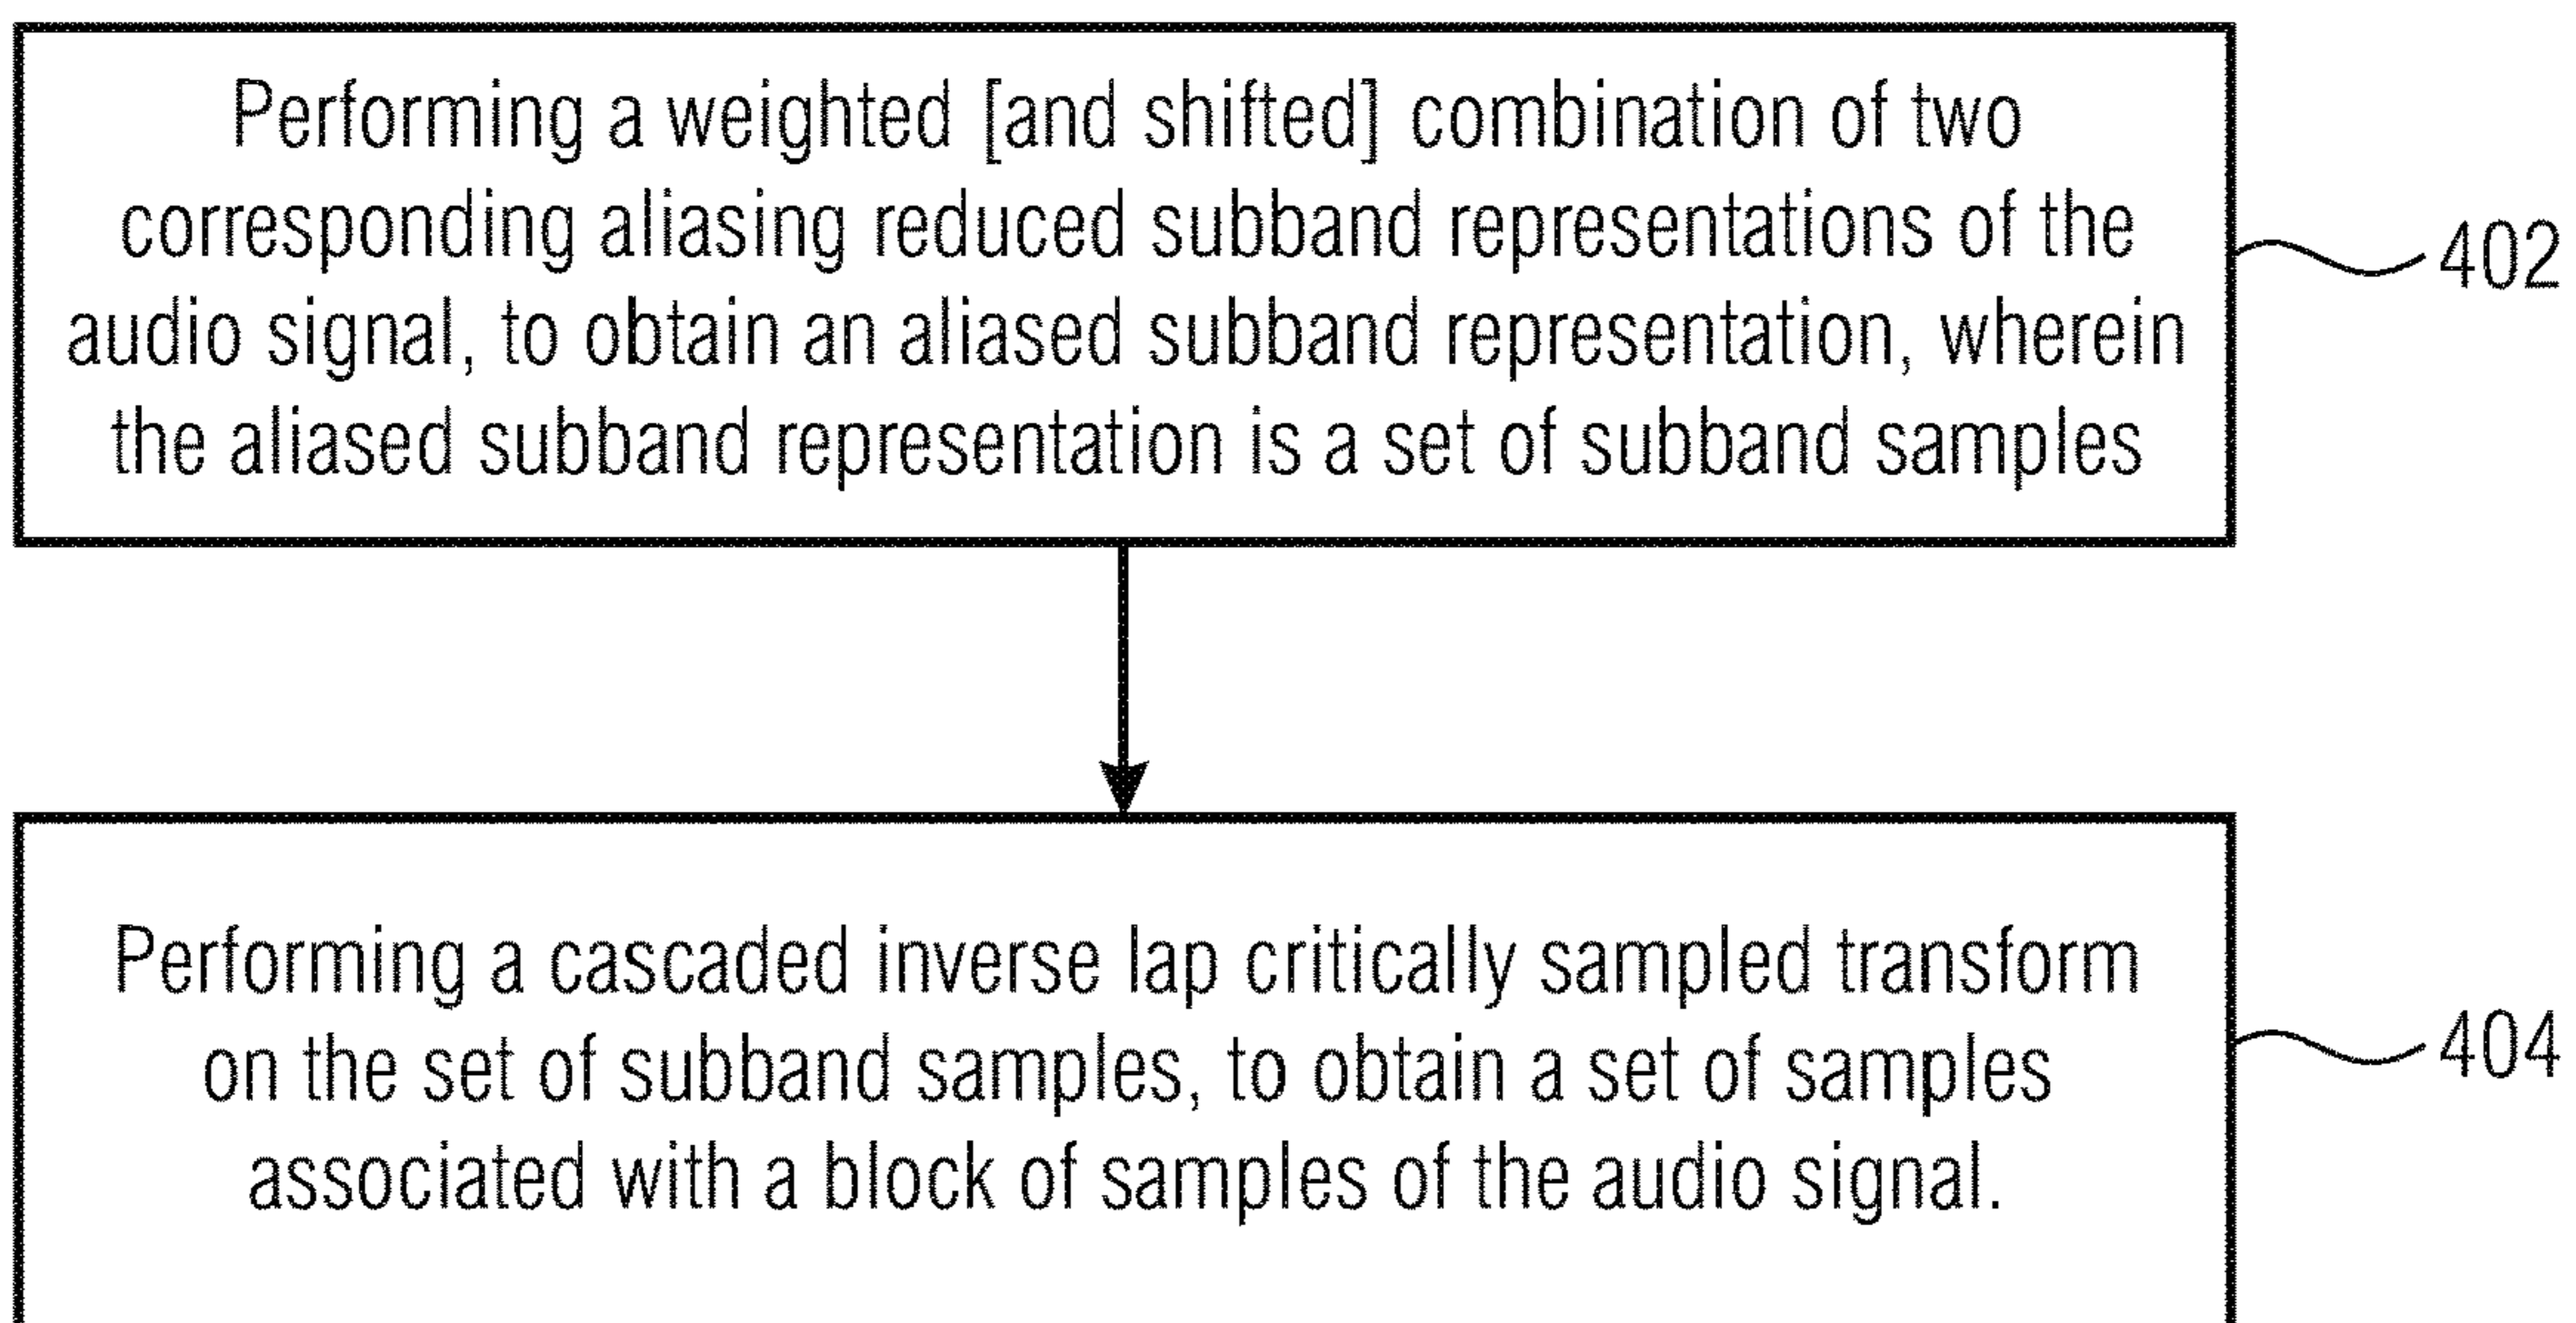 Performing a weighted [and shifted] combination of two
corresponding aliasing reduced subband representations of the
audio signal, to obtain an aliased subband representation, wherein
the aliased subband representation is a set of subband samples
402
Performing a cascaded inverse lap critically sampled transform
on the set of subband samples, to obtain a set of samples
associated with a block of samples of the audio signal.
404